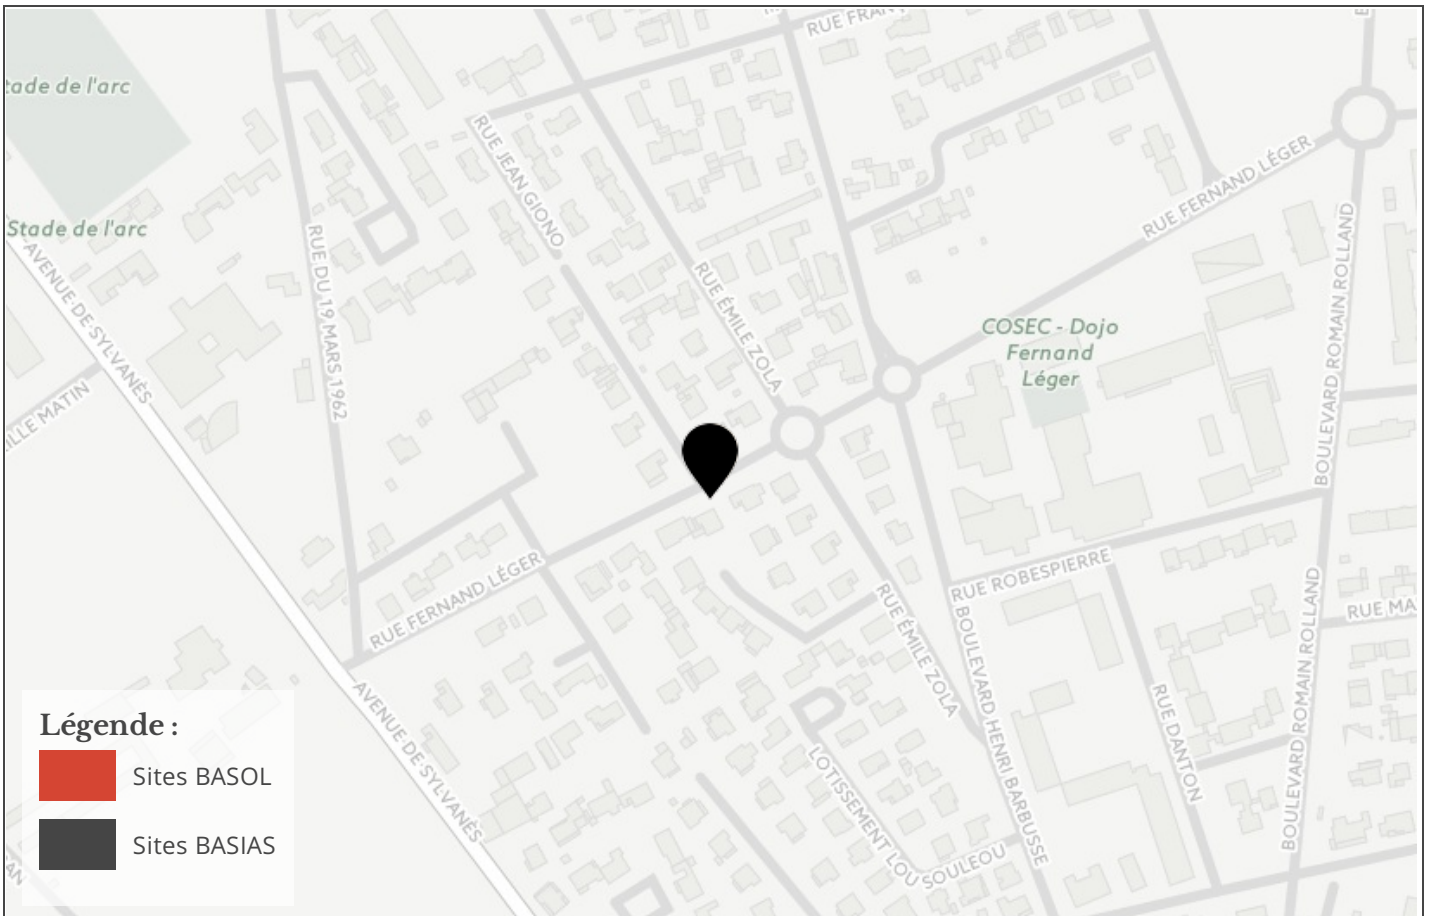 RUE FRAN
tade de l'arc
RUE JEAN GIONO
RUE FERNAND LÉGER
BOULEVARD ROMAIN ROLLAND
Stade de l'arc
AVENUE DE SYLVANÈS
RUE DU 19 MARS 1962
RUE ÉMILE ZOLA
COSEC - Dojo
Fernand
Léger
ILLE MATIN
RUE FERNAND LÉGER
RUE ROBESPIERRE
RUE ÉMILE ZOLA
BOULEVARD HENRI BARBUSSE
BOULEVARD ROMAIN ROLLAND
RUE MA
AVENUE DE SYLVANÈS
RUE DANTON
LOTISSEMENT LOU SOULEOU
Légende :
Sites BASOL
Sites BASIAS